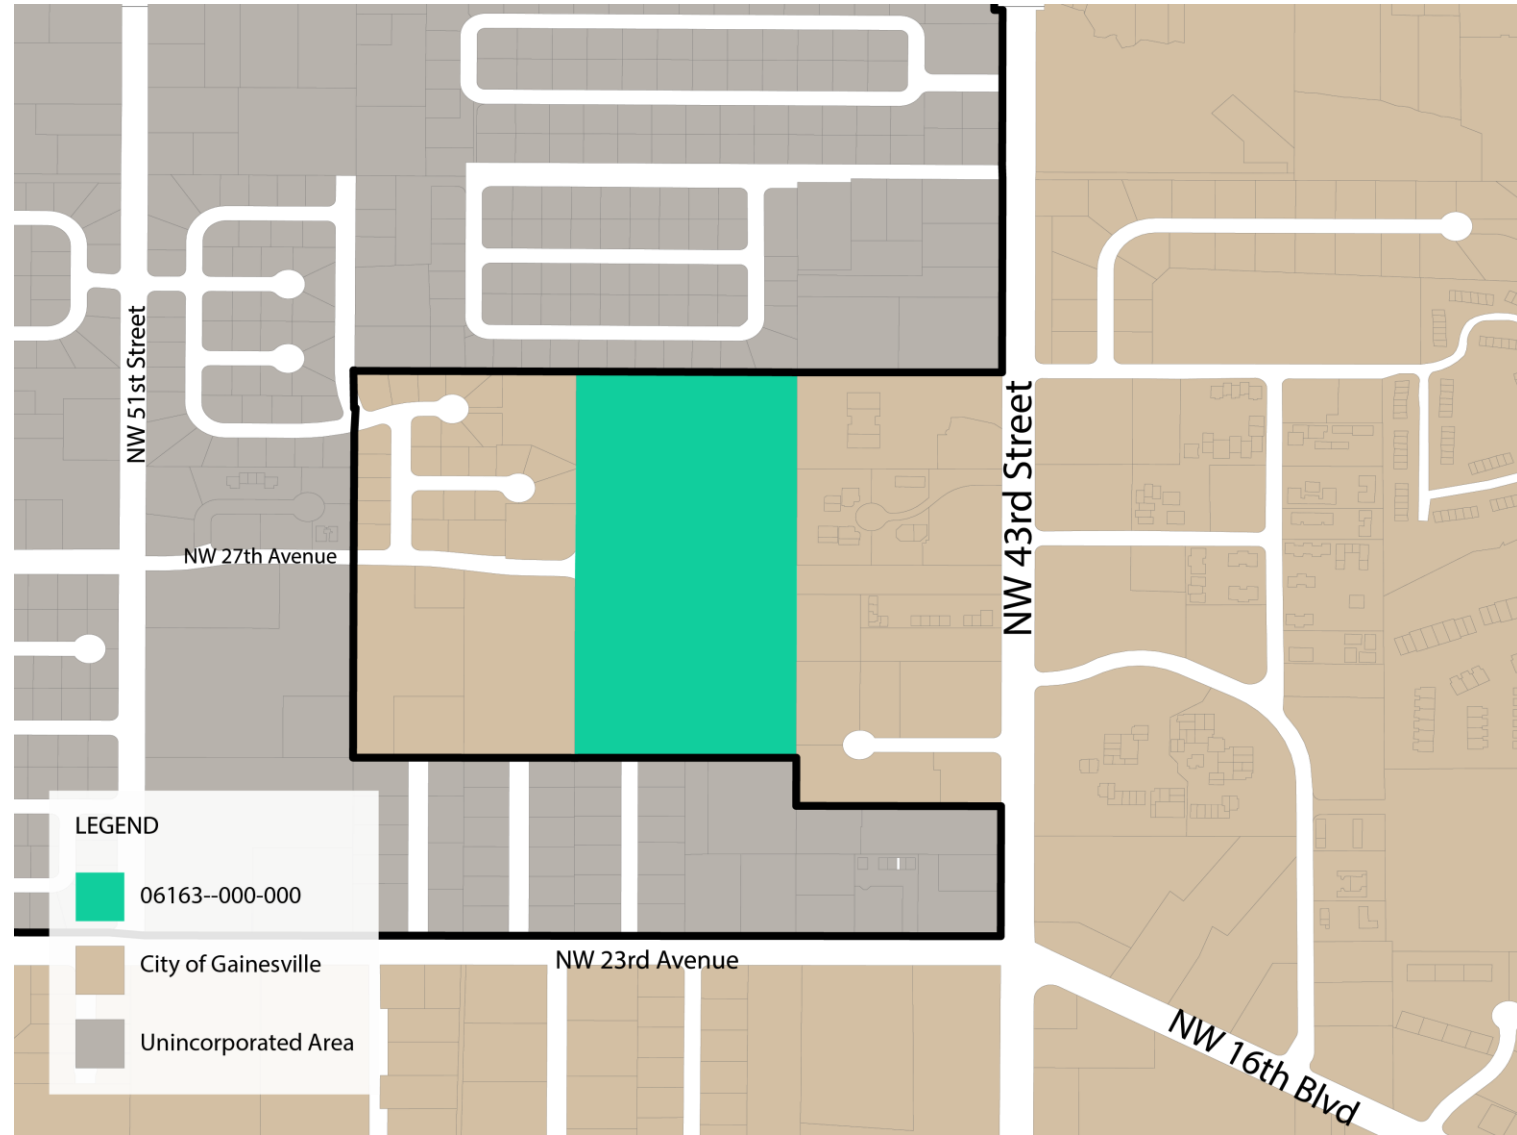 NW 51st Street
NW 43rd Street
NW 27th Avenue
LEGEND
06163--000-000
City of Gainesville
Unincorporated Area
NW 23rd Avenue
NW 16th Blvd